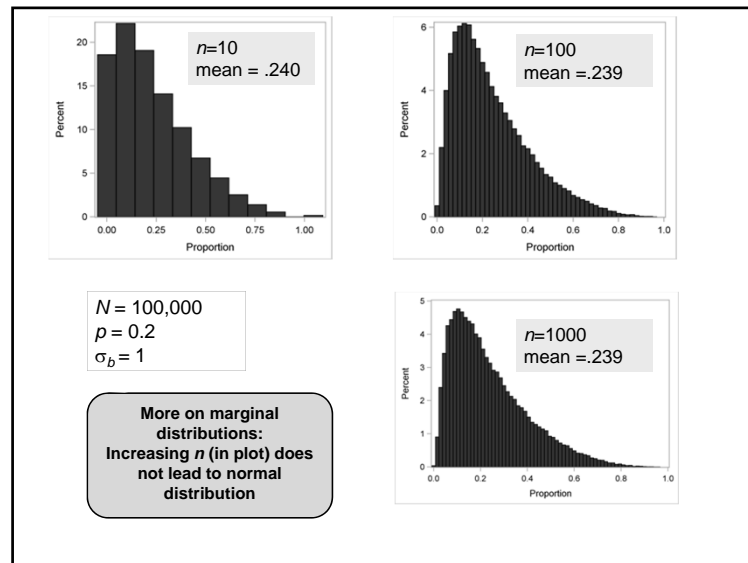 n=10
mean = .240
Percent
20
15
10
5
0
0.00 0.25 0.50 0.75 1.00
Proportion
n=100
mean =.239
Percent
6
4
2
0
0.0 0.2 0.4 0.6 0.8 1.0
Proportion
N = 100,000
p = 0.2
σb = 1
More on marginal
distributions:
Increasing n (in plot) does
not lead to normal
distribution
n=1000
mean =.239
Percent
5
4
3
2
1
0
0.0 0.2 0.4 0.6 0.8 1.0
Proportion